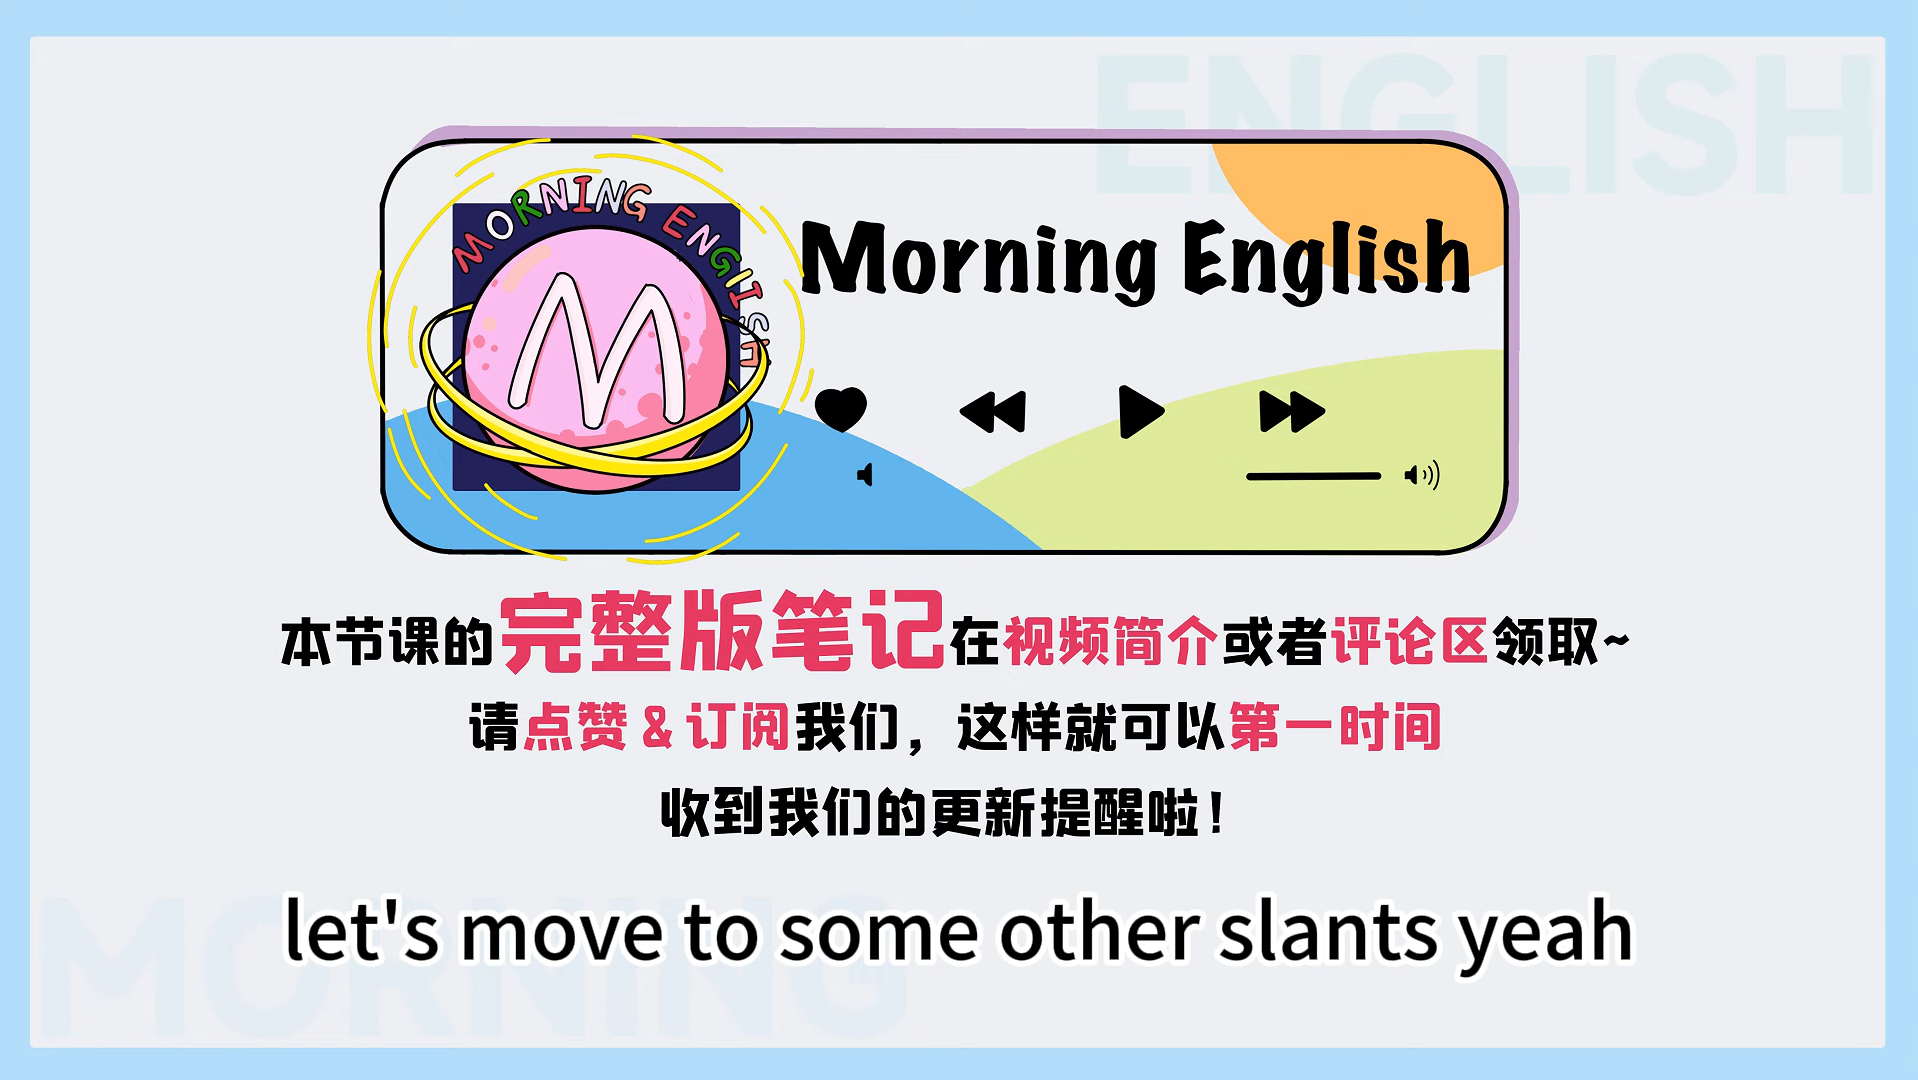 ENGLISH
MORNING ENGLISH
M
Morning English
本节课的完整版笔记在视频简介或者评论区领取~
请点赞&订阅我们，这样就可以第一时间
收到我们的更新提醒啦！
let's move to some other slants yeah
MORNING